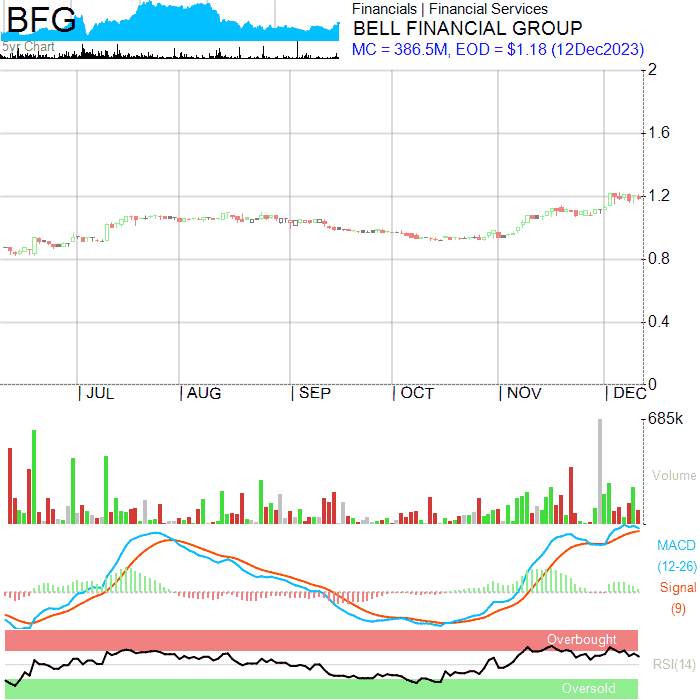 BFG
5yr Chart
Financials | Financial Services
BELL FINANCIAL GROUP
MC = 386.5M, EOD = $1.18 (12Dec2023)
2
1.6
1.2
0.8
0.4
0
| JUL | AUG | SEP | OCT | NOV | DEC
685k
Volume
MACD
(12-26)
Signal
(9)
Overbought
RSI(14)
Oversold